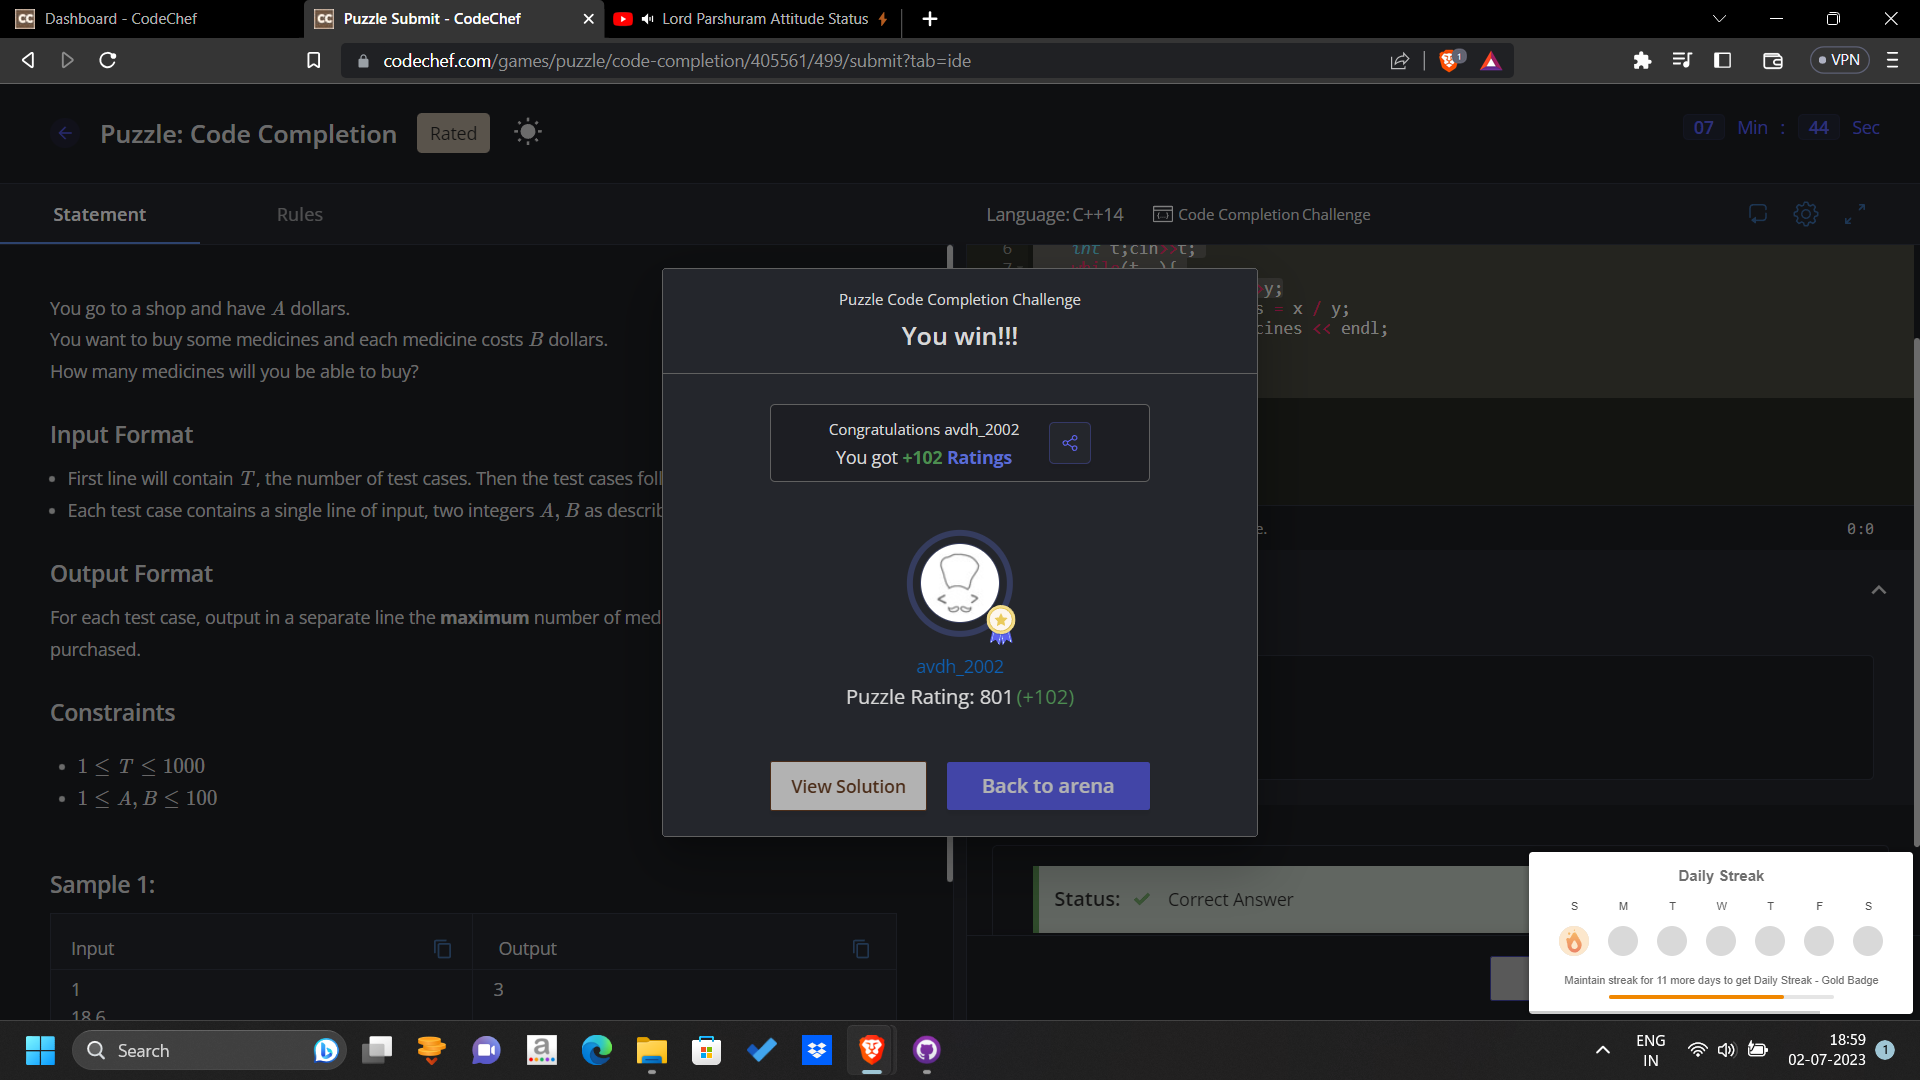 Dashboard - CodeChef
Puzzle Submit - CodeChef
Lord Parshuram Attitude Status
codechef.com/games/puzzle/code-completion/405561/499/submit?tab=ide
1
VPN
Puzzle: Code Completion
Rated
07 Min : 44 Sec
Statement
Rules
Language: C++14
Code Completion Challenge
You go to a shop and have A dollars.
You want to buy some medicines and each medicine costs B dollars.
How many medicines will you be able to buy?
Input Format
• First line will contain T, the number of test cases. Then the test cases foll
• Each test case contains a single line of input, two integers A, B as describ
Output Format
For each test case, output in a separate line the maximum number of med
purchased.
Constraints
• 1 ≤ T ≤ 1000
• 1 ≤ A, B ≤ 100
Sample 1:
Input
Output
1
18 6
3
6 int t;cin>>t;
y;
s = x / y;
cines << endl;
e.
0:0
Puzzle Code Completion Challenge
You win!!!
Congratulations avdh_2002
You got +102 Ratings
avdh_2002
Puzzle Rating: 801 (+102)
View Solution
Back to arena
Status: ✓ Correct Answer
Daily Streak
S M T W T F S
Maintain streak for 11 more days to get Daily Streak - Gold Badge
Search
ENG
IN
18:59
02-07-2023
1